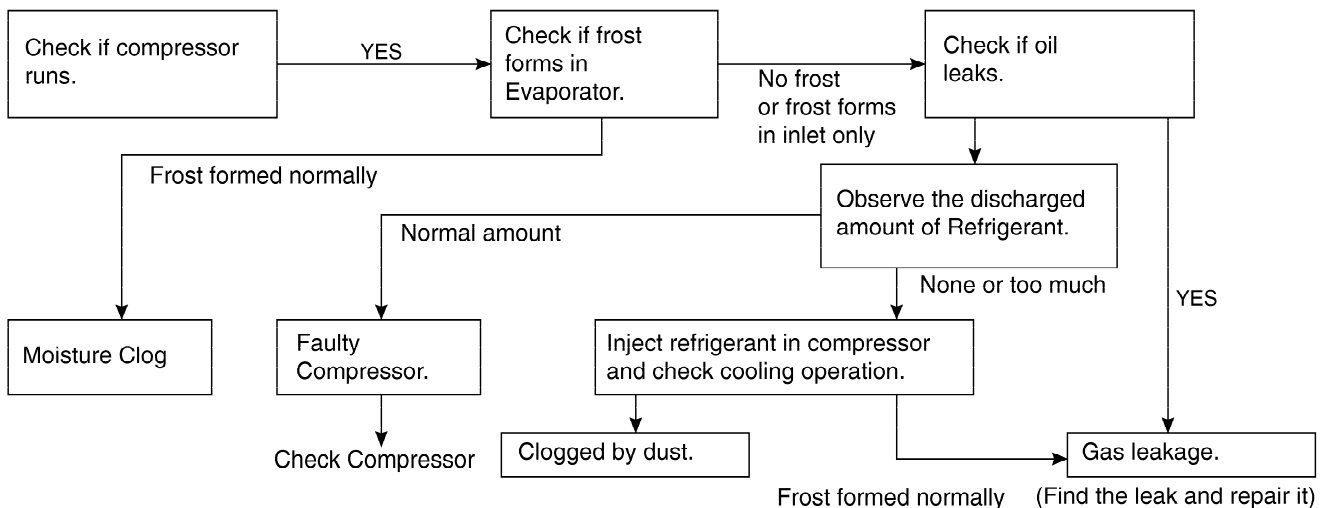 Check if compressor
runs.
YES
Check if frost
forms in
Evaporator.
No frost
or frost forms
in inlet only
Check if oil
leaks.
Frost formed normally
Observe the discharged
amount of Refrigerant.
Normal amount
None or too much
YES
Moisture Clog
Faulty
Compressor.
Inject refrigerant in compressor
and check cooling operation.
Check Compressor
Clogged by dust.
Gas leakage.
Frost formed normally
(Find the leak and repair it)